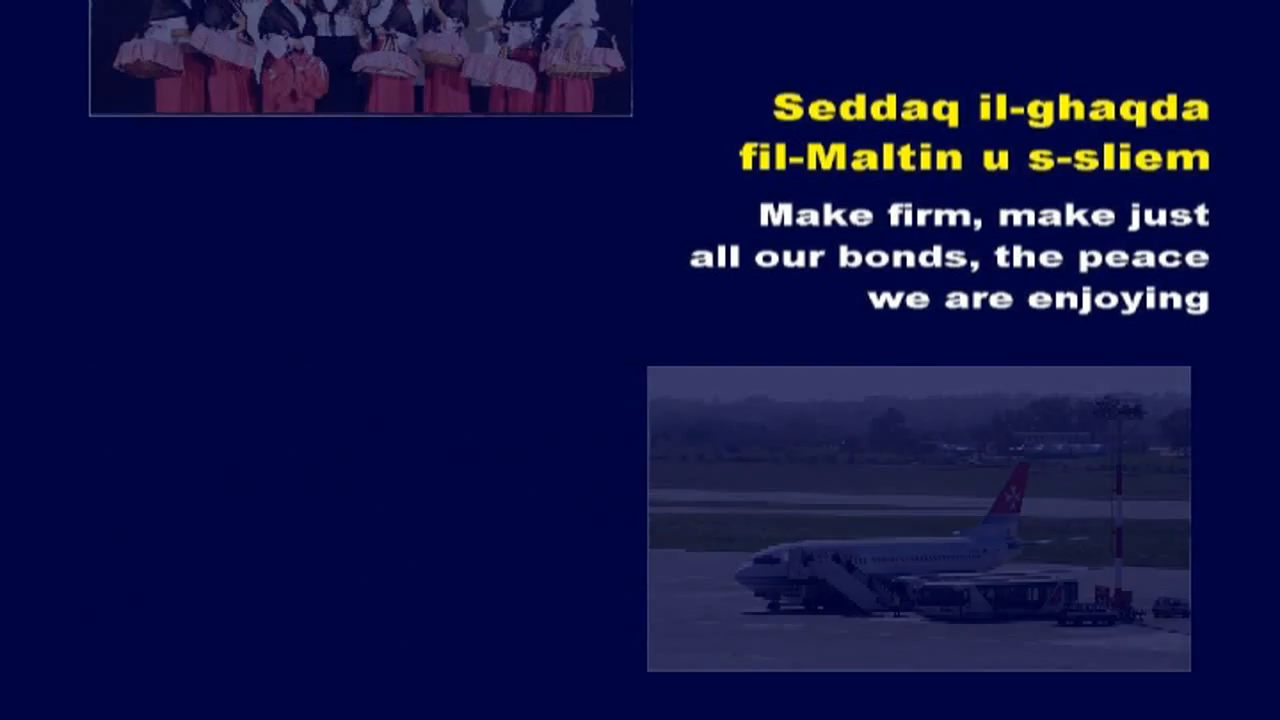 Seddaq il-ghaqda
fil-Maltin u s-sliem
Make firm, make just
all our bonds, the peace
we are enjoying